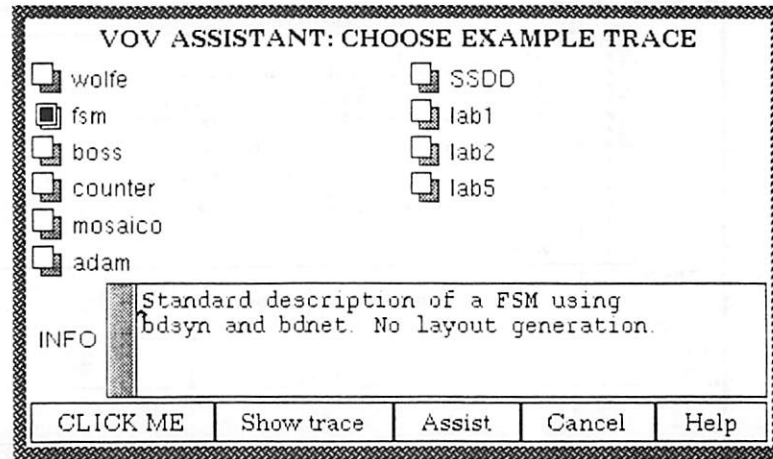 VOV ASSISTANT: CHOOSE EXAMPLE TRACE
wolfe
fsm
boss
counter
mosaico
adam
SSDD
lab1
lab2
lab5
INFO
Standard description of a FSM using
bdsyn and bdnet. No layout generation.
CLICK ME
Show trace
Assist
Cancel
Help